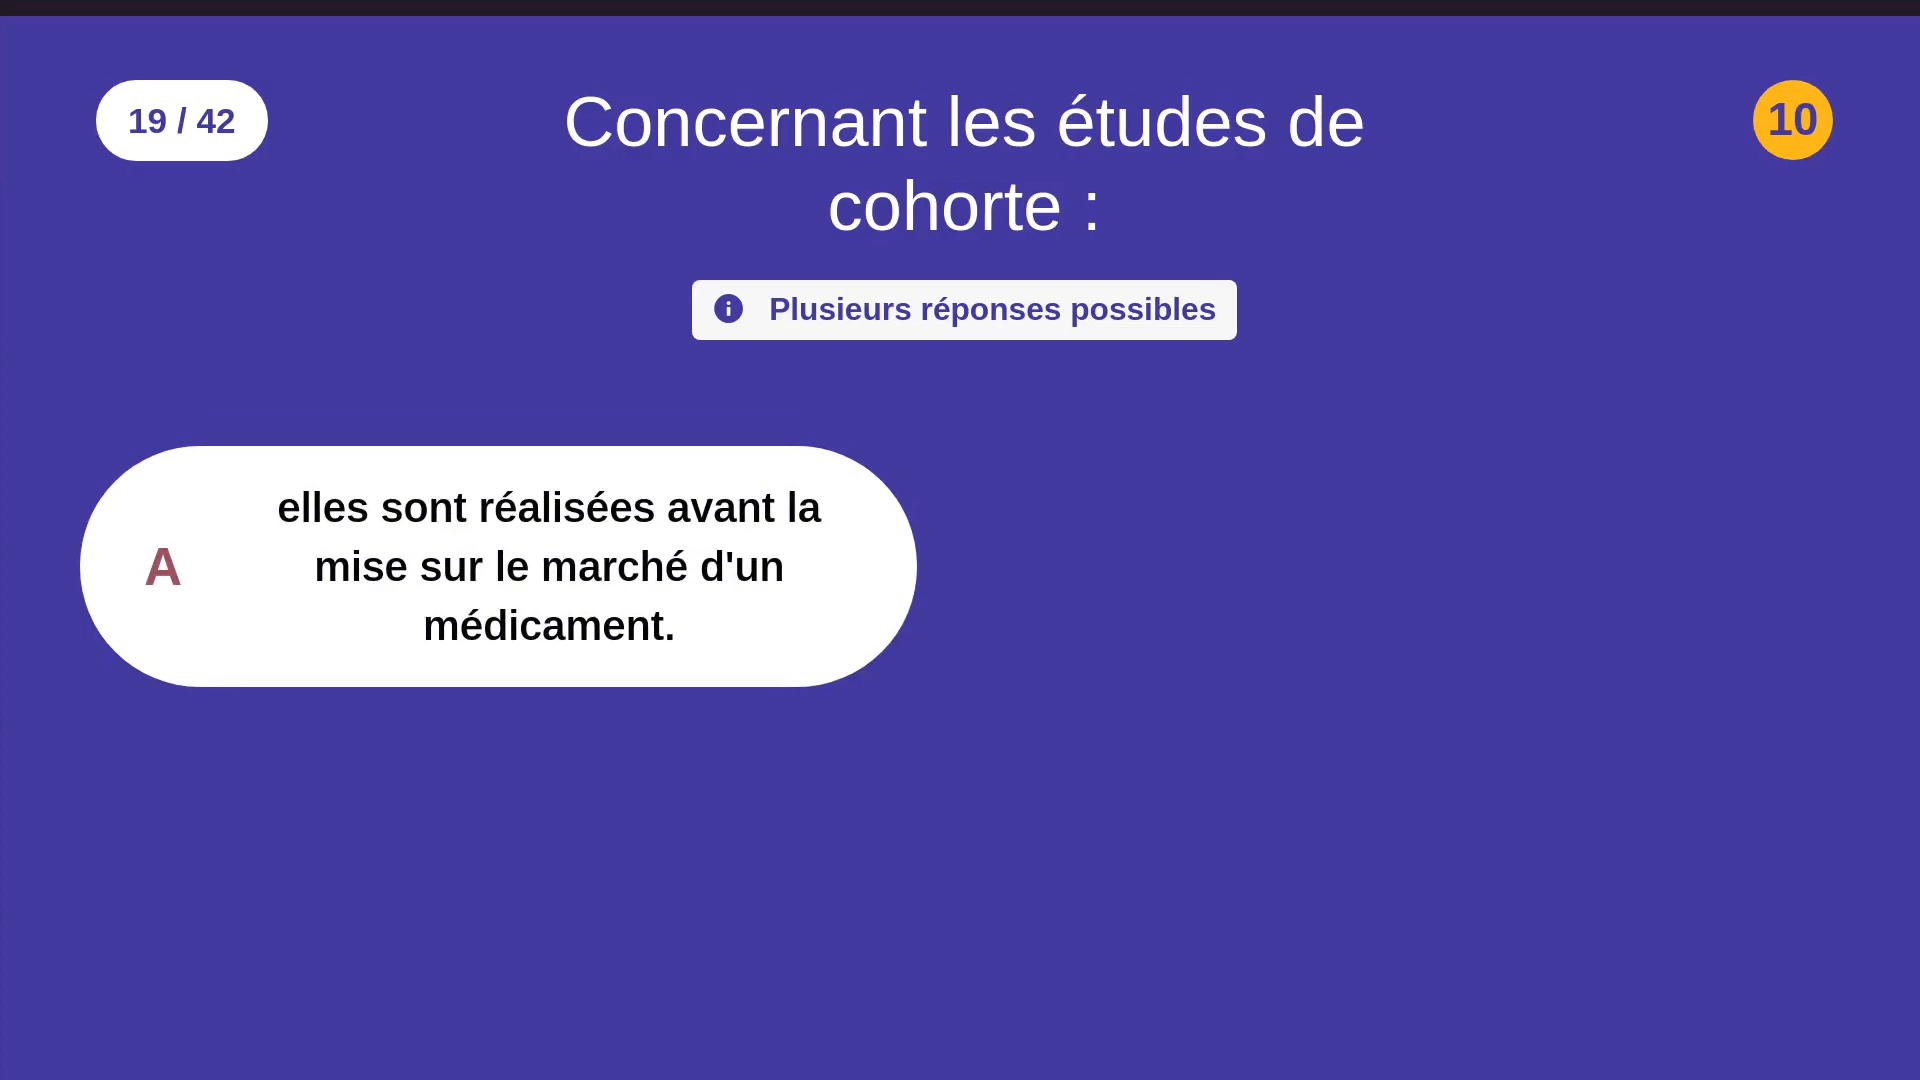 19 / 42
Concernant les études de
cohorte :
10
Plusieurs réponses possibles
A
elles sont réalisées avant la
mise sur le marché d'un
médicament.